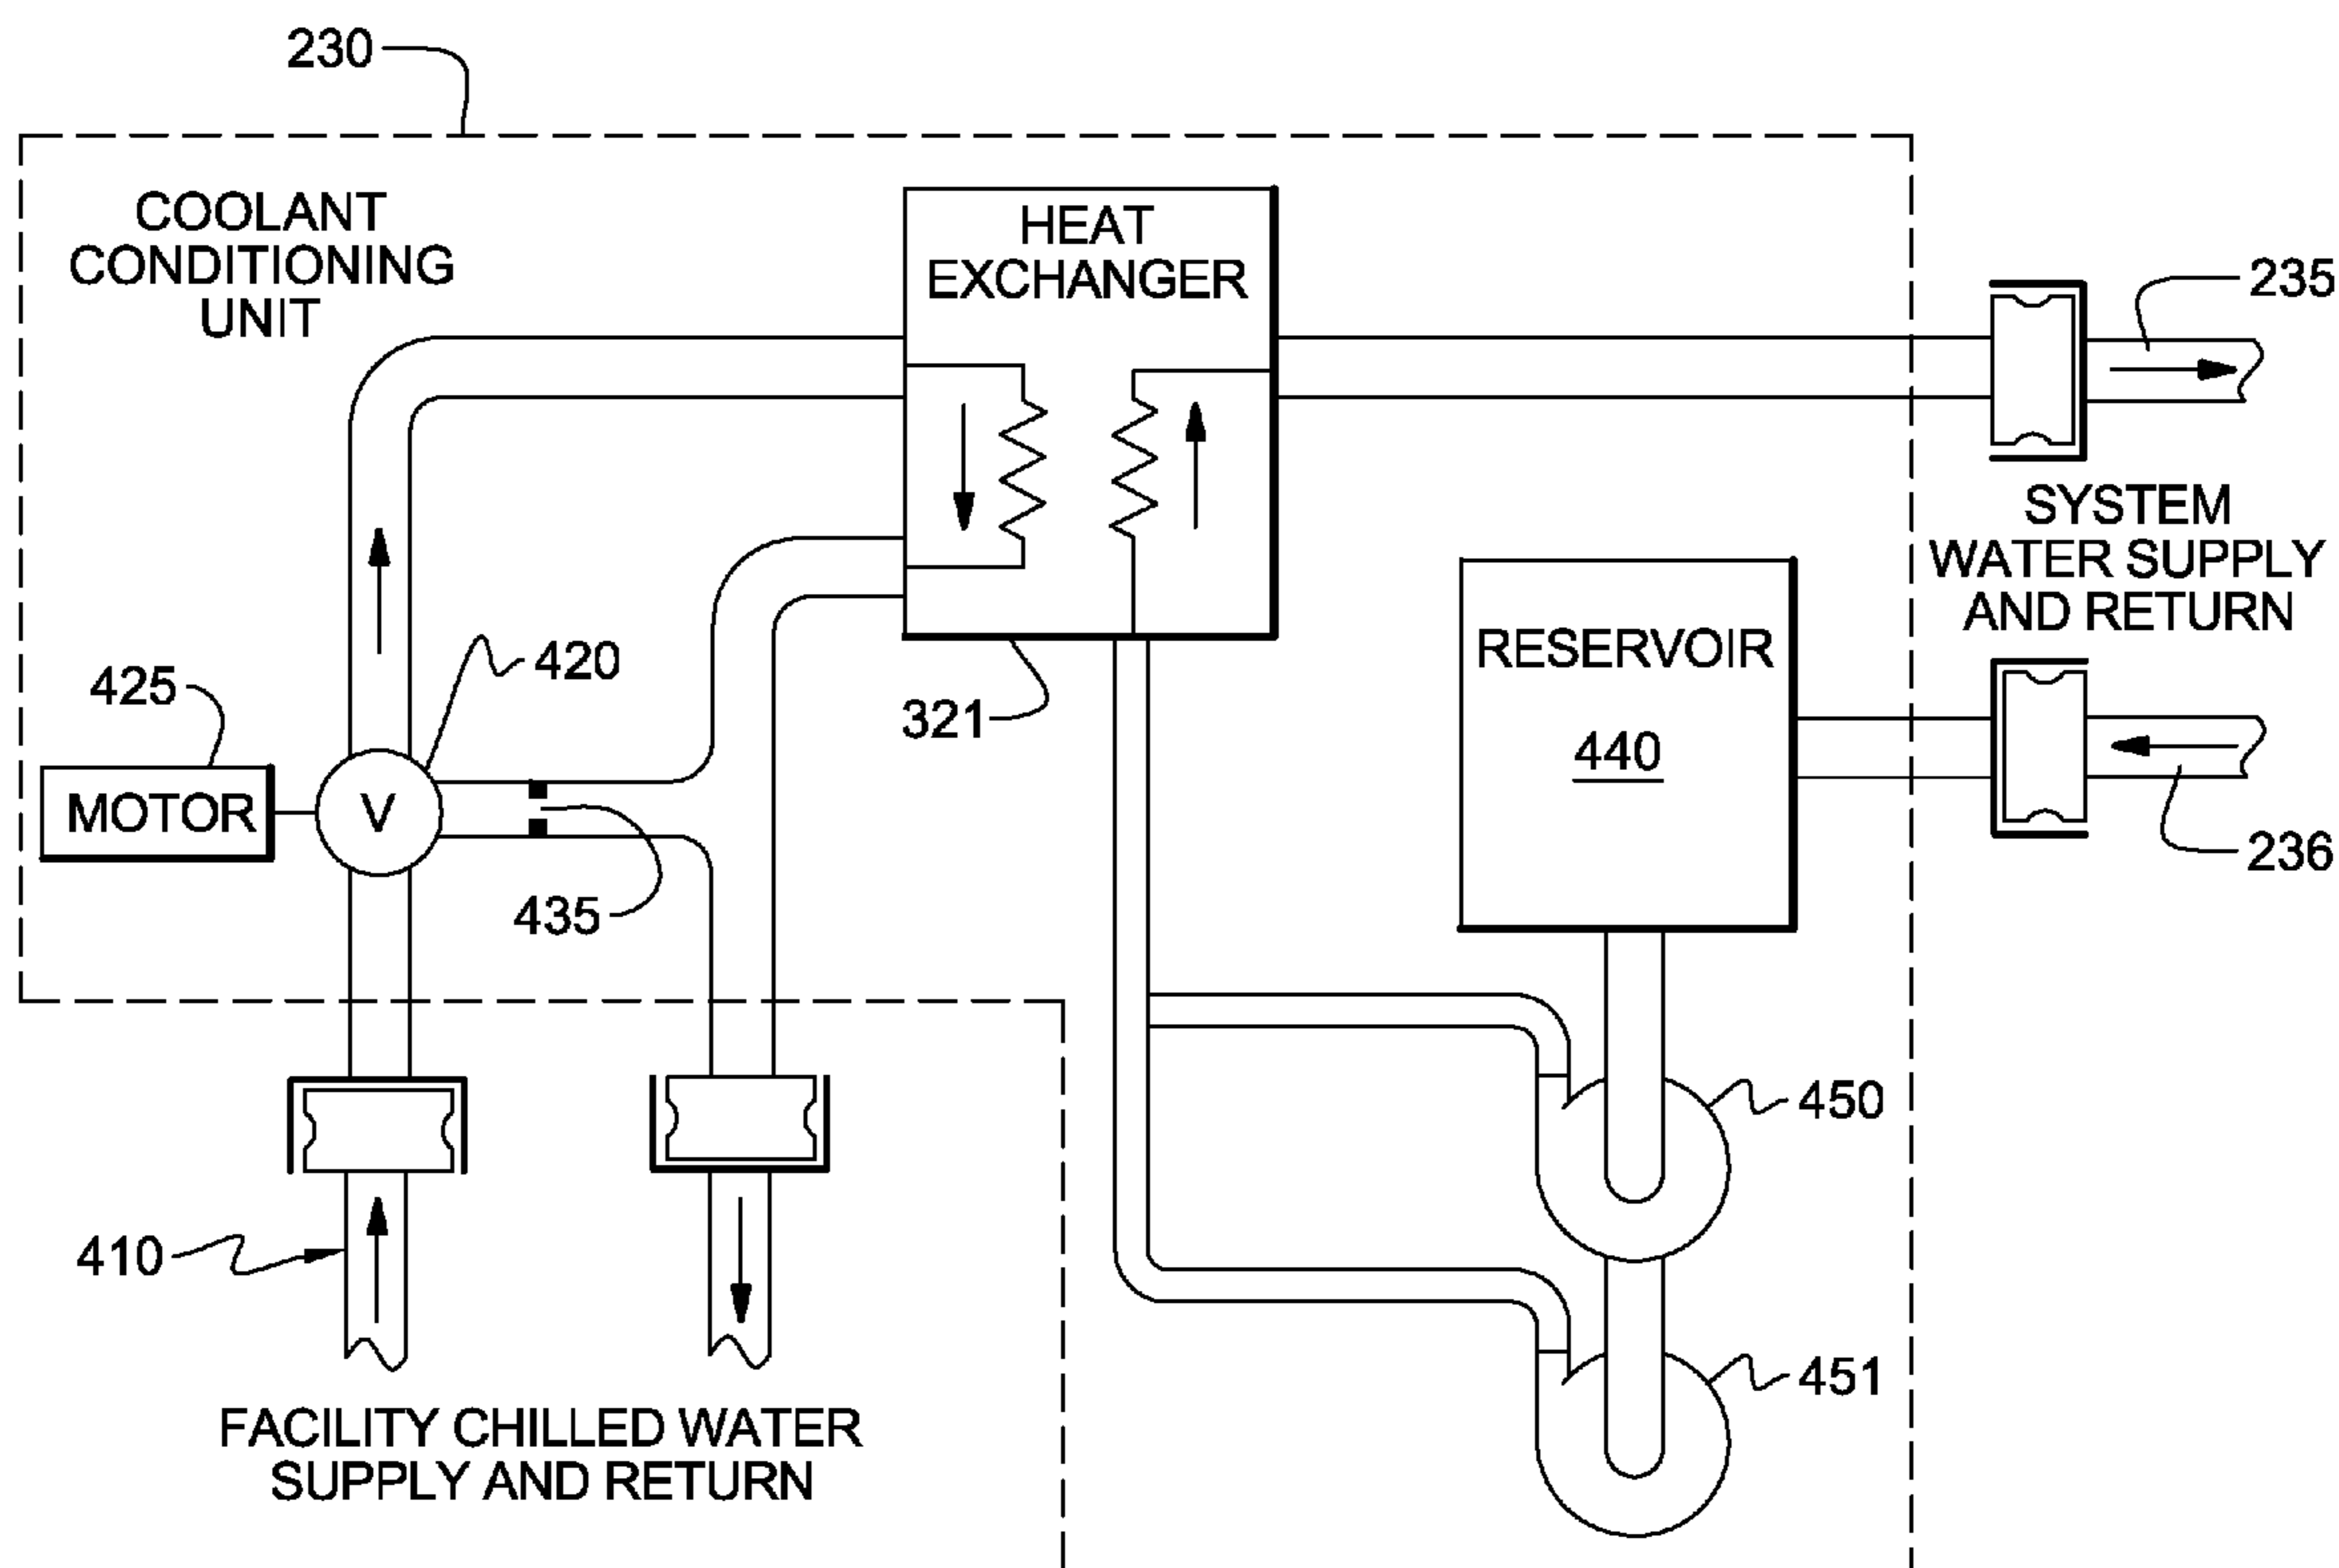 230
COOLANT
CONDITIONING
UNIT
HEAT
EXCHANGER
235
SYSTEM
WATER SUPPLY
AND RETURN
420
425
321
RESERVOIR
440
MOTOR
V
435
236
450
410
451
FACILITY CHILLED WATER
SUPPLY AND RETURN